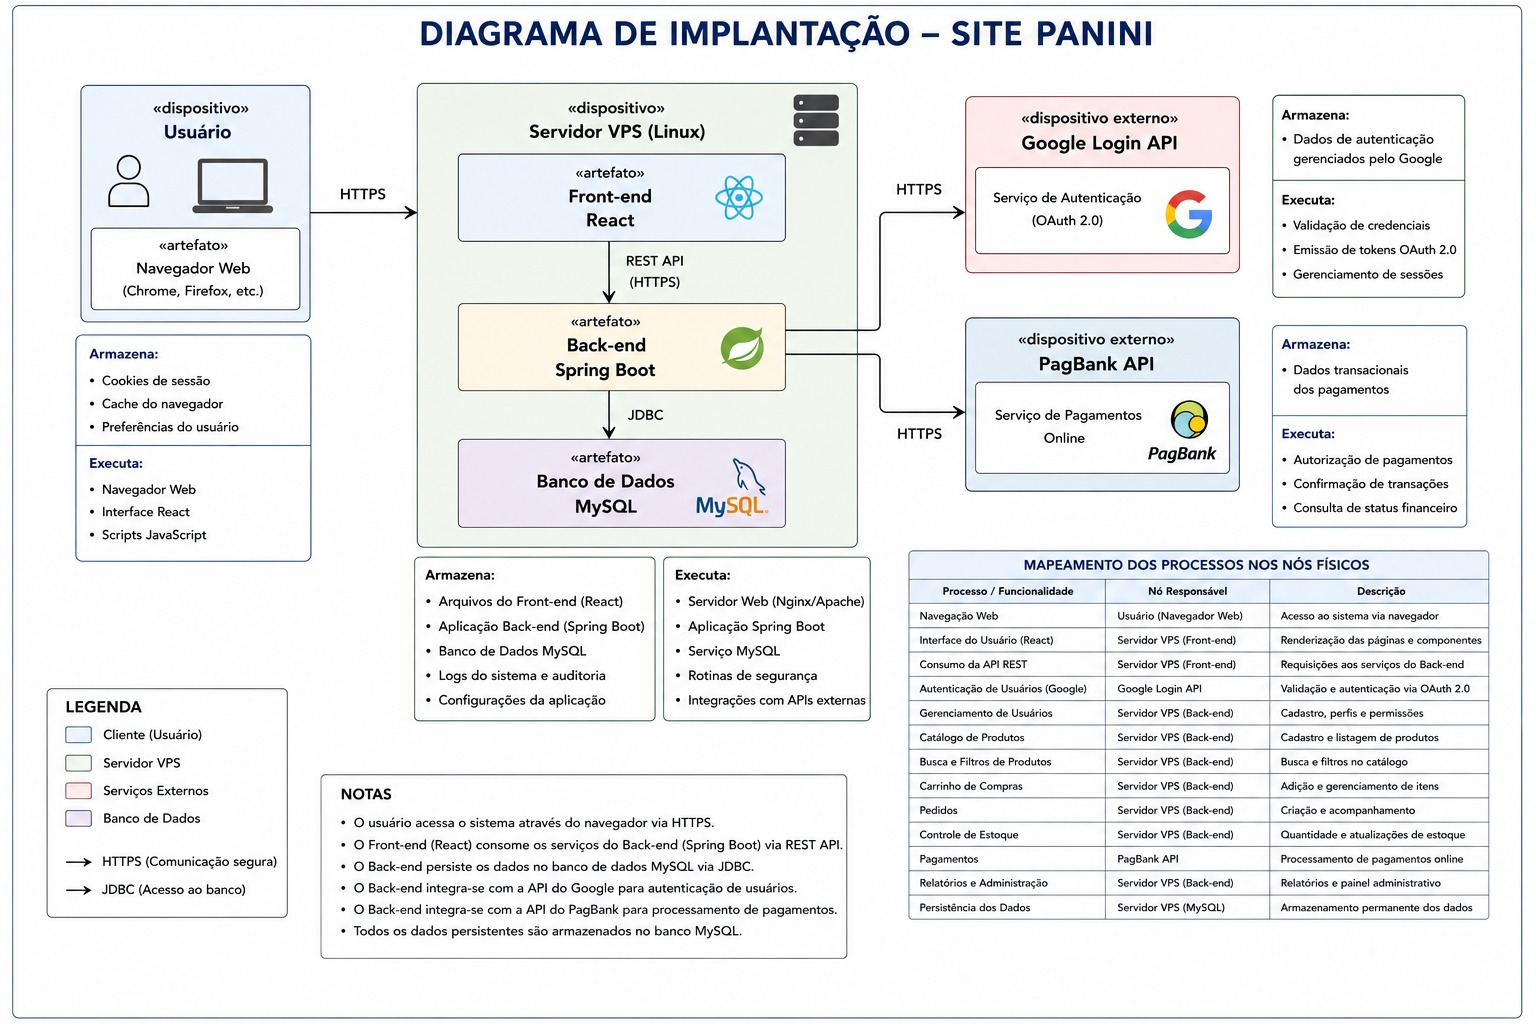 DIAGRAMA DE IMPLANTAÇÃO – SITE PANINI
«dispositivo»
Usuário
«artefato»
Navegador Web
(Chrome, Firefox, etc.)
Armazena:
• Cookies de sessão
• Cache do navegador
• Preferências do usuário
Executa:
• Navegador Web
• Interface React
• Scripts JavaScript
HTTPS
«dispositivo»
Servidor VPS (Linux)
«artefato»
Front-end
React
REST API
(HTTPS)
«artefato»
Back-end
Spring Boot
JDBC
«artefato»
Banco de Dados
MySQL
MySQL
Armazena:
• Arquivos do Front-end (React)
• Aplicação Back-end (Spring Boot)
• Banco de Dados MySQL
• Logs do sistema e auditoria
• Configurações da aplicação
Executa:
• Servidor Web (Nginx/Apache)
• Aplicação Spring Boot
• Serviço MySQL
• Rotinas de segurança
• Integrações com APIs externas
HTTPS
«dispositivo externo»
Google Login API
Serviço de Autenticação
(OAuth 2.0)
G
Armazena:
• Dados de autenticação
gerenciados pelo Google
Executa:
• Validação de credenciais
• Emissão de tokens OAuth 2.0
• Gerenciamento de sessões
HTTPS
«dispositivo externo»
PagBank API
Serviço de Pagamentos
Online
PagBank
Armazena:
• Dados transacionais
dos pagamentos
Executa:
• Autorização de pagamentos
• Confirmação de transações
• Consulta de status financeiro
MAPEAMENTO DOS PROCESSOS NOS NÓS FÍSICOS
Processo / Funcionalidade Nó Responsável Descrição
Navegação Web Usuário (Navegador Web) Acesso ao sistema via navegador
Interface do Usuário (React) Servidor VPS (Front-end) Renderização das páginas e componentes
Consumo da API REST Servidor VPS (Front-end) Requisições aos serviços do Back-end
Autenticação de Usuários (Google) Google Login API Validação e autenticação via OAuth 2.0
Gerenciamento de Usuários Servidor VPS (Back-end) Cadastro, perfis e permissões
Catálogo de Produtos Servidor VPS (Back-end) Cadastro e listagem de produtos
Busca e Filtros de Produtos Servidor VPS (Back-end) Busca e filtros no catálogo
Carrinho de Compras Servidor VPS (Back-end) Adição e gerenciamento de itens
Pedidos Servidor VPS (Back-end) Criação e acompanhamento
Controle de Estoque Servidor VPS (Back-end) Quantidade e atualizações de estoque
Pagamentos PagBank API Processamento de pagamentos online
Relatórios e Administração Servidor VPS (Back-end) Relatórios e painel administrativo
Persistência dos Dados Servidor VPS (MySQL) Armazenamento permanente dos dados
LEGENDA
Cliente (Usuário)
Servidor VPS
Serviços Externos
Banco de Dados
HTTPS (Comunicação segura)
JDBC (Acesso ao banco)
NOTAS
• O usuário acessa o sistema através do navegador via HTTPS.
• O Front-end (React) consome os serviços do Back-end (Spring Boot) via REST API.
• O Back-end persiste os dados no banco de dados MySQL via JDBC.
• O Back-end integra-se com a API do Google para autenticação de usuários.
• O Back-end integra-se com a API do PagBank para processamento de pagamentos.
• Todos os dados persistentes são armazenados no banco MySQL.